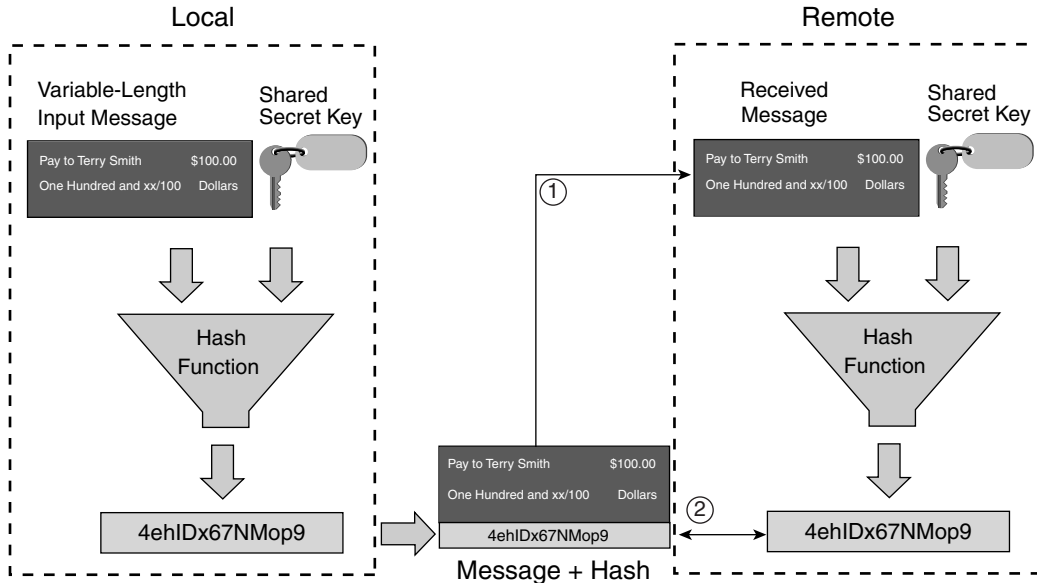 Local
Remote
Variable-Length
Input Message
Shared
Secret Key
Pay to Terry Smith $100.00
One Hundred and xx/100 Dollars
Hash
Function
4ehIDx67NMop9
Received
Message
Shared
Secret Key
Pay to Terry Smith $100.00
One Hundred and xx/100 Dollars
Hash
Function
4ehIDx67NMop9
1
2
Pay to Terry Smith $100.00
One Hundred and xx/100 Dollars
4ehIDx67NMop9
Message + Hash